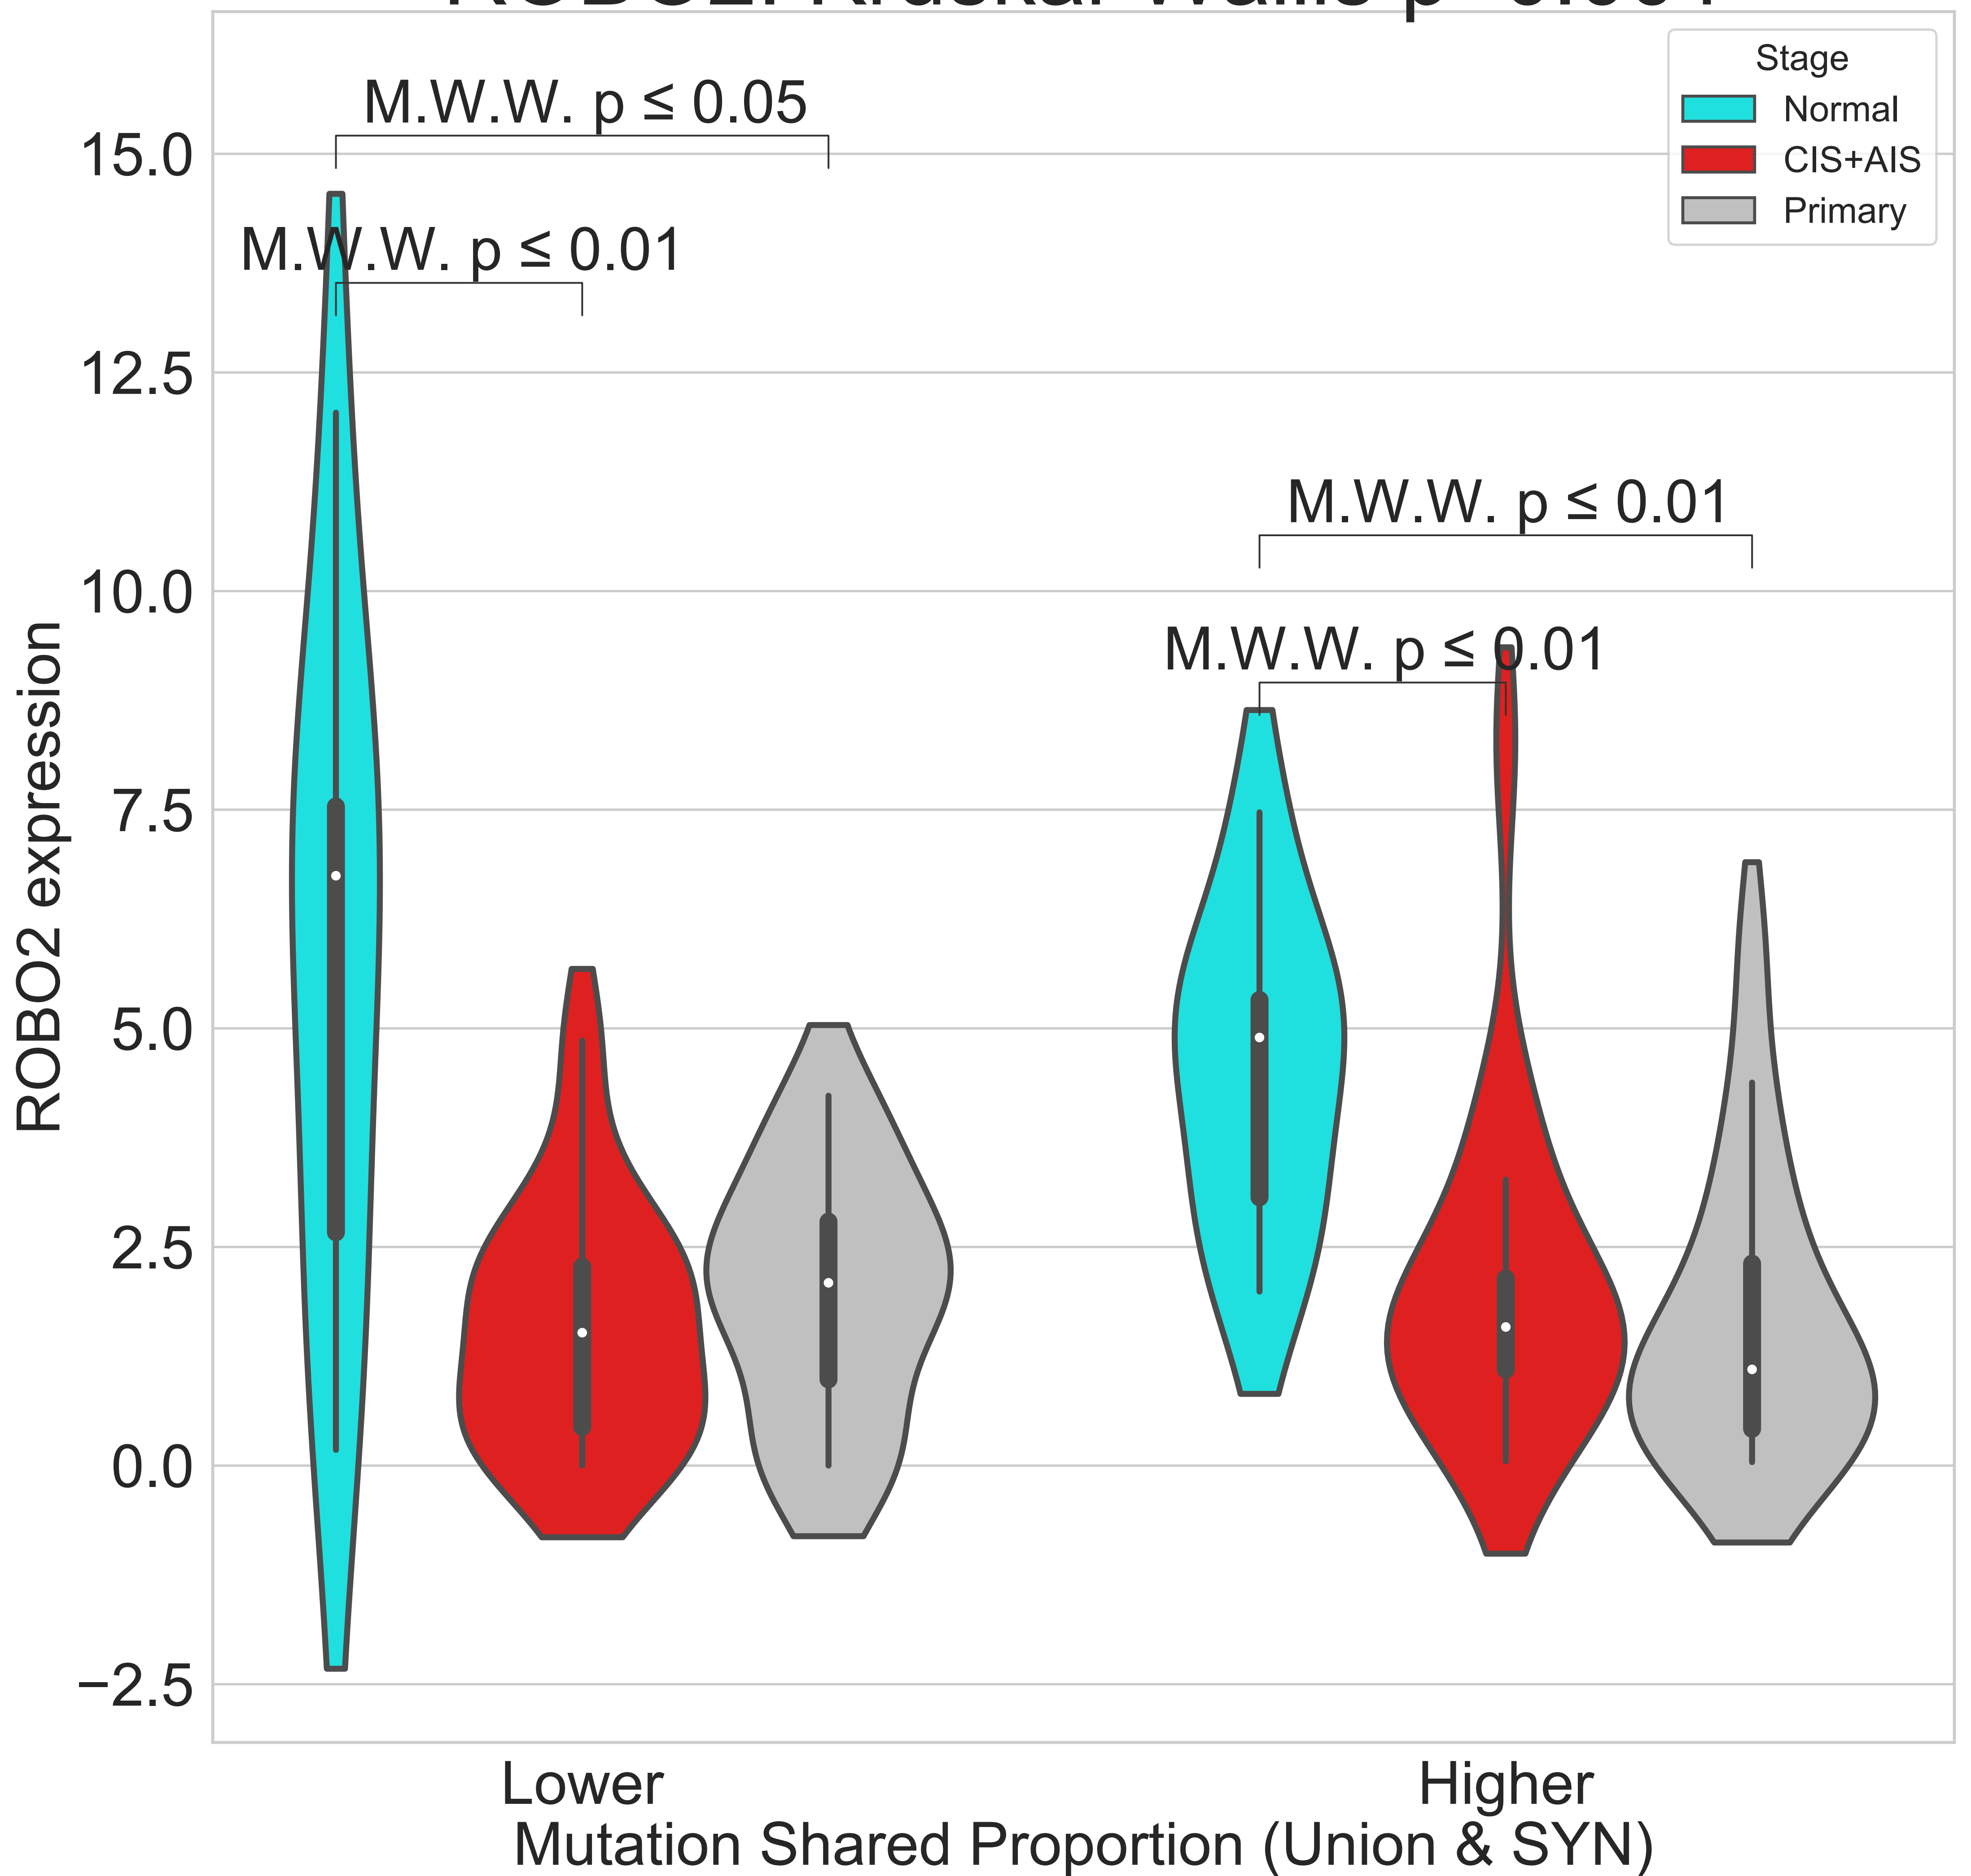 Stage
Normal
CIS+AIS
Primary
M.W.W. p ≤ 0.05
M.W.W. p ≤ 0.01
M.W.W. p ≤ 0.01
M.W.W. p ≤ 0.01
15.0
12.5
10.0
7.5
5.0
2.5
0.0
−2.5
ROBO2 expression
Lower
Higher
Mutation Shared Proportion (Union & SYN)